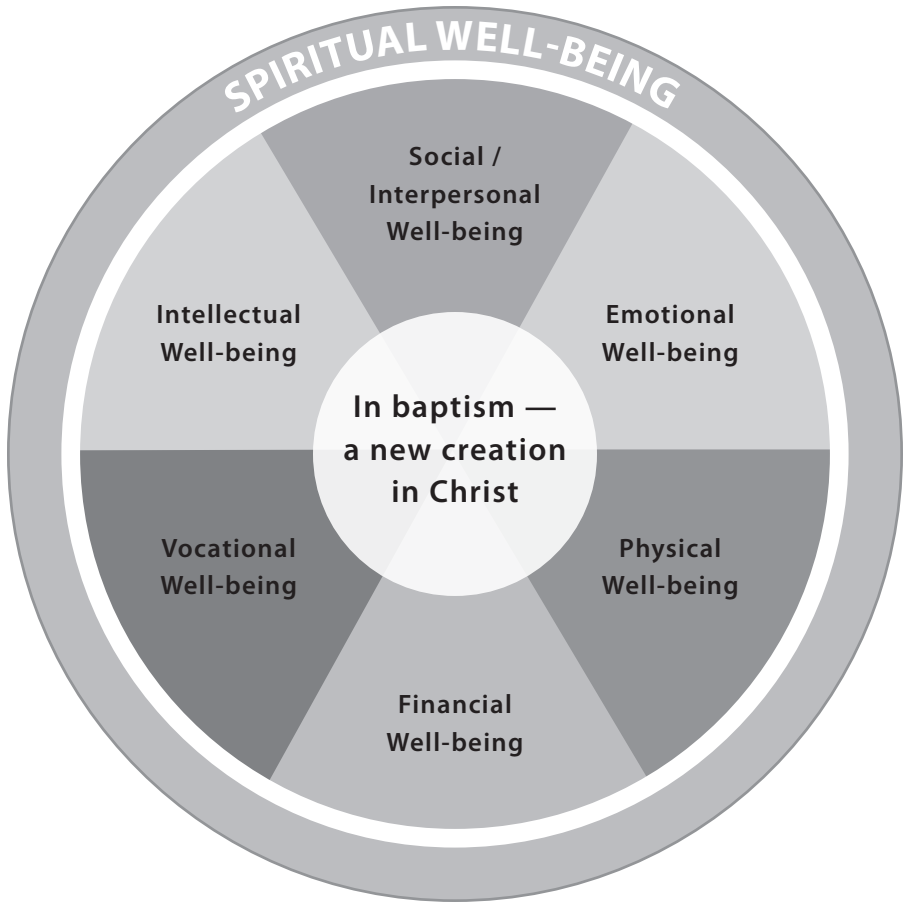 SPIRITUAL WELL-BEING
Social /
Interpersonal
Well-being
Intellectual
Well-being
Emotional
Well-being
In baptism —
a new creation
in Christ
Vocational
Well-being
Physical
Well-being
Financial
Well-being